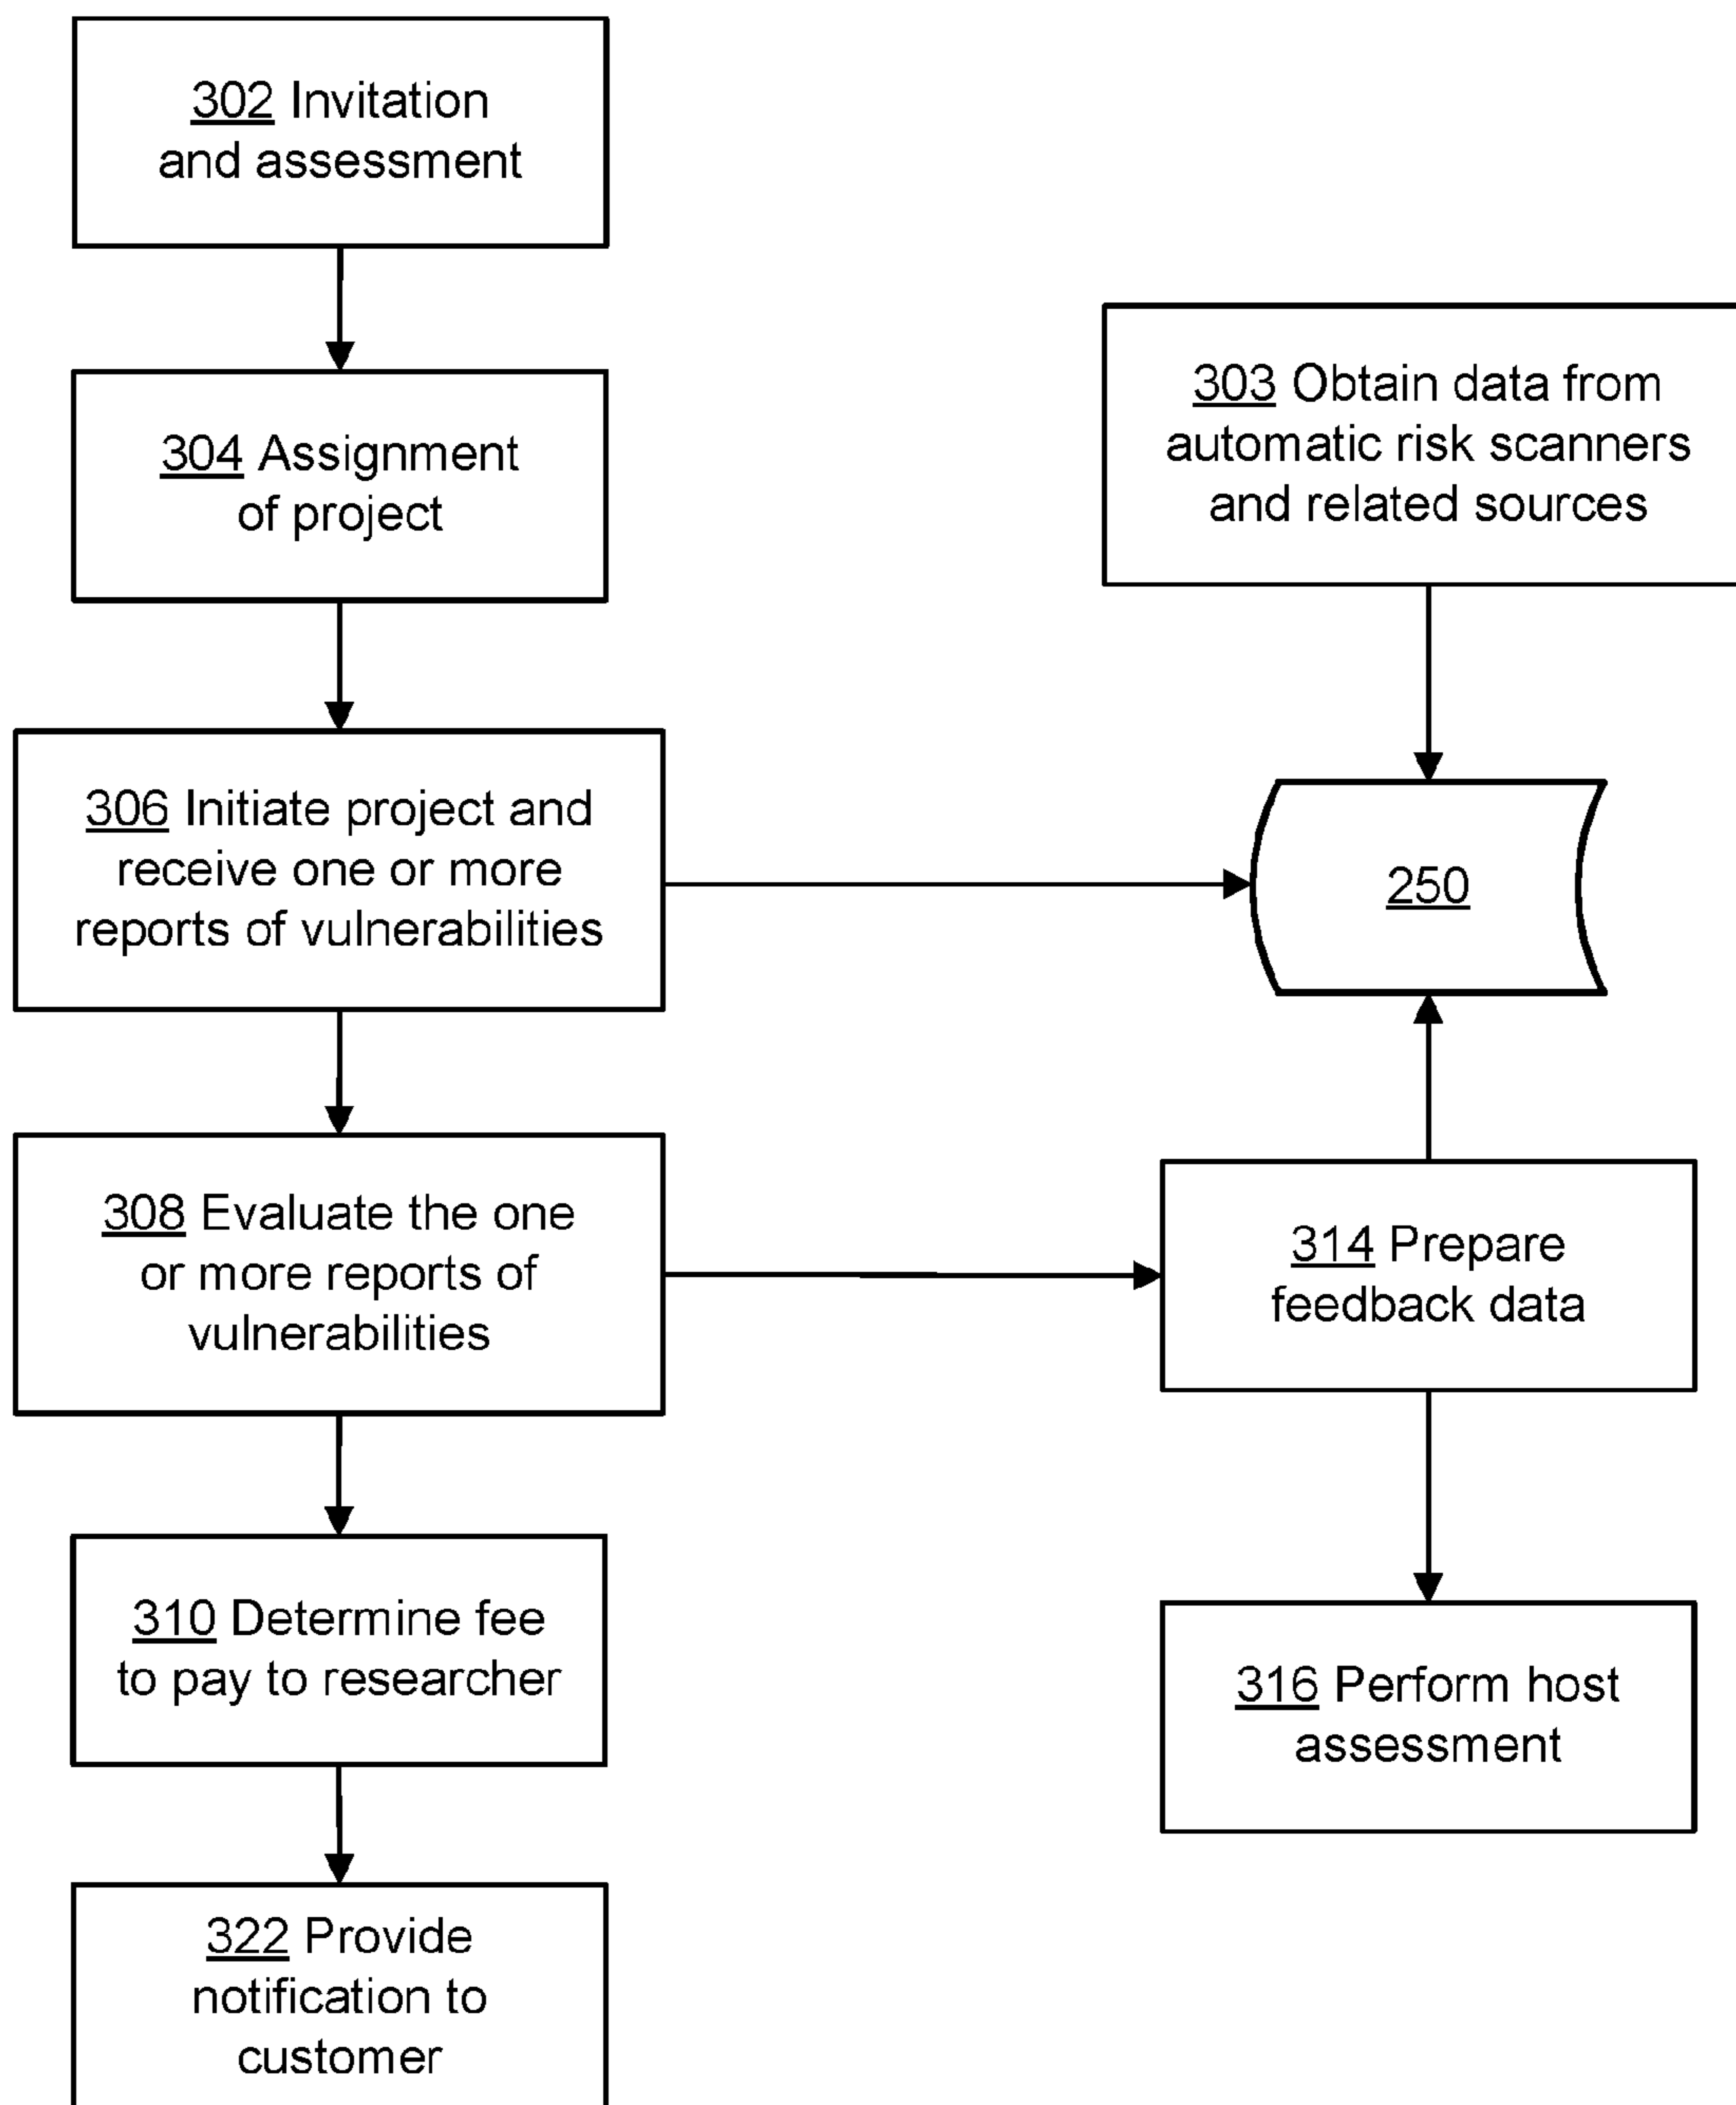 302 Invitation
and assessment
304 Assignment
of project
306 Initiate project and
receive one or more
reports of vulnerabilities
308 Evaluate the one
or more reports of
vulnerabilities
310 Determine fee
to pay to researcher
322 Provide
notification to
customer
303 Obtain data from
automatic risk scanners
and related sources
250
314 Prepare
feedback data
316 Perform host
assessment